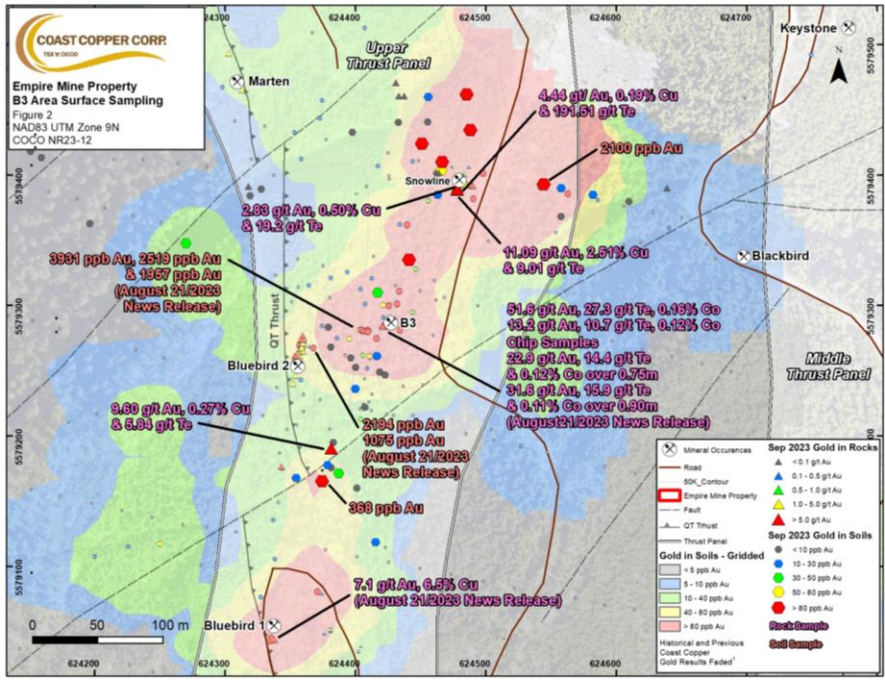 COAST COPPER CORP.
TSX V: COCO
Empire Mine Property
B3 Area Surface Sampling
Figure 2
NAD83 UTM Zone 9N
COCO NR23-12
624300
624400
624500
624600
624700
Keystone
N
5579500
Upper
Thrust Panel
Marten
4.44 gt/ Au, 0.19% Cu
& 191.51 g/t Te
2100 ppb Au
Snowline
5579400
5579400
2.83 g/t Au, 0.50% Cu
& 19.2 g/t Te
11.09 g/t Au, 2.51% Cu
& 9.01 g/t Te
Blackbird
3931 ppb Au, 2519 ppb Au
& 1957 ppb Au
(August 21/2023
News Release)
5579300
5579300
QT Thrust
B3
51.6 g/t Au, 27.3 g/t Te, 0.16% Co
13.2 g/t Au, 10.7 g/t Te, 0.12% Co
Chip Samples
22.9 g/t Au, 14.4 g/t Te
& 0.12% Co over 0.75m
31.6 g/t Au, 15.9 g/t Te
& 0.11% Co over 0.90m
(August21/2023 News Release)
Middle
Thrust Panel
Bluebird 2
9.60 g/t Au, 0.27% Cu
& 5.84 g/t Te
2194 ppb Au
1075 ppb Au
(August 21/2023
News Release)
5579200
368 ppb Au
5579100
7.1 g/t Au, 6.5% Cu
(August 21/2023 News Release)
Bluebird 1
0
50
100 m
624200
624300
624400
624500
624600
Mineral Occurences
Road
50K_Contour
Empire Mine Property
Fault
QT Thrust
Thrust Panel
Gold in Soils - Gridded
< 5 ppb Au
5 - 10 ppb Au
10 - 40 ppb Au
40 - 80 ppb Au
> 80 ppb Au
Historical and Previous
Coast Copper
Gold Results Faded1
Sep 2023 Gold in Rocks
< 0.1 g/t Au
0.1 - 0.5 g/t Au
0.5 - 1.0 g/t Au
1.0 - 5.0 g/t Au
> 5.0 g/t Au
Sep 2023 Gold in Soils
< 10 ppb Au
10 - 30 ppb Au
30 - 50 ppb Au
50 - 80 ppb Au
> 80 ppb Au
Rock Sample
Soil Sample